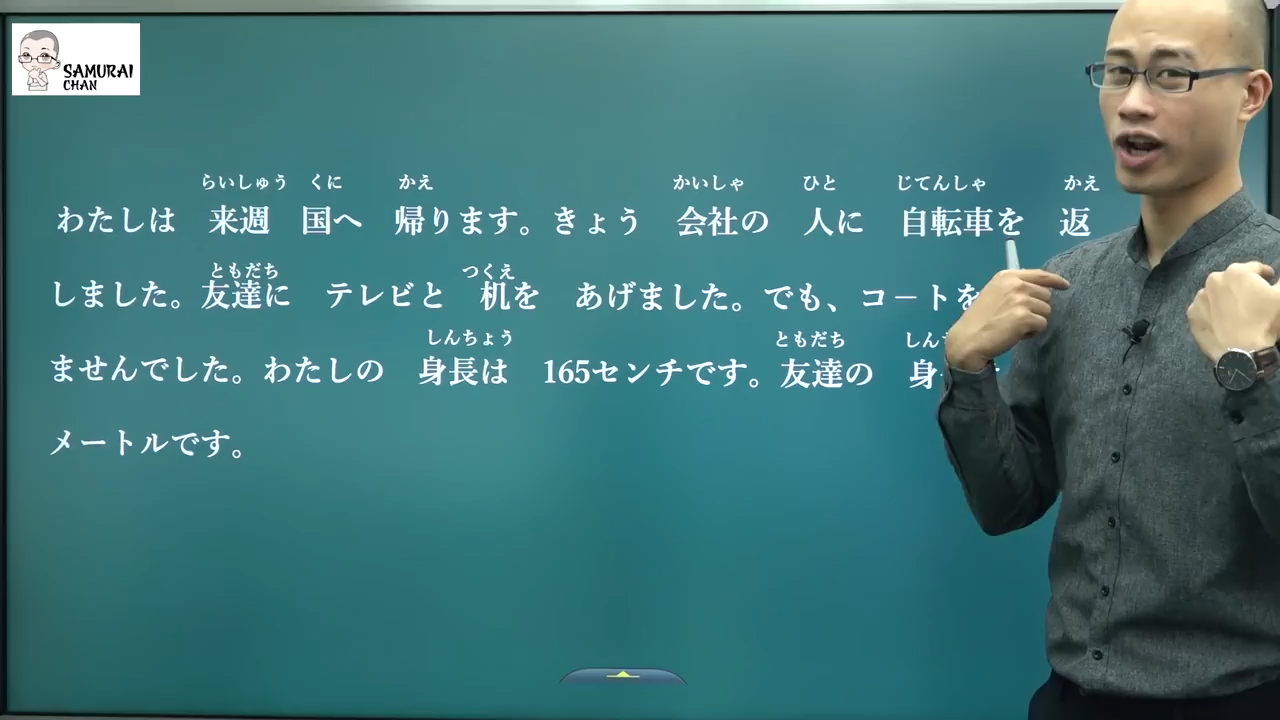 SAMURAI
CHAN
らいしゅう くに かえ かいしゃ ひと じてんしゃ かえ
わたしは 来週 国へ 帰ります。きょう 会社の 人に 自転車を 返
ともだち つくえ
しました。友達に テレビと 机を あげました。でも、コートを
しんちょう ともだち
ませんでした。わたしの 身長は 165センチです。友達の 身
メートルです。